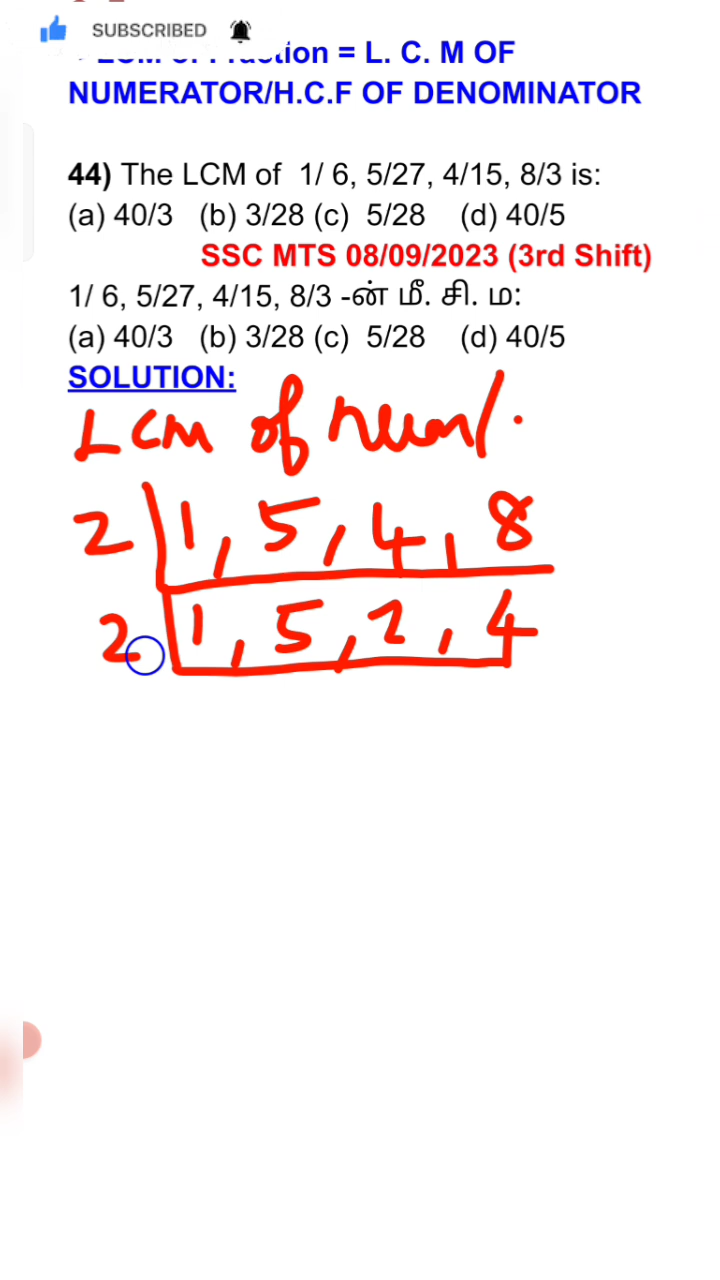 SUBSCRIBED
= L. C. M OF
NUMERATOR/H.C.F OF DENOMINATOR
44) The LCM of 1/ 6, 5/27, 4/15, 8/3 is:
(a) 40/3 (b) 3/28 (c) 5/28 (d) 40/5
SSC MTS 08/09/2023 (3rd Shift)
1/ 6, 5/27, 4/15, 8/3 -ன் மீ. சி. ம:
(a) 40/3 (b) 3/28 (c) 5/28 (d) 40/5
SOLUTION:
LCM of
2 1, 5, 4, 8
2 1, 5, 2, 4